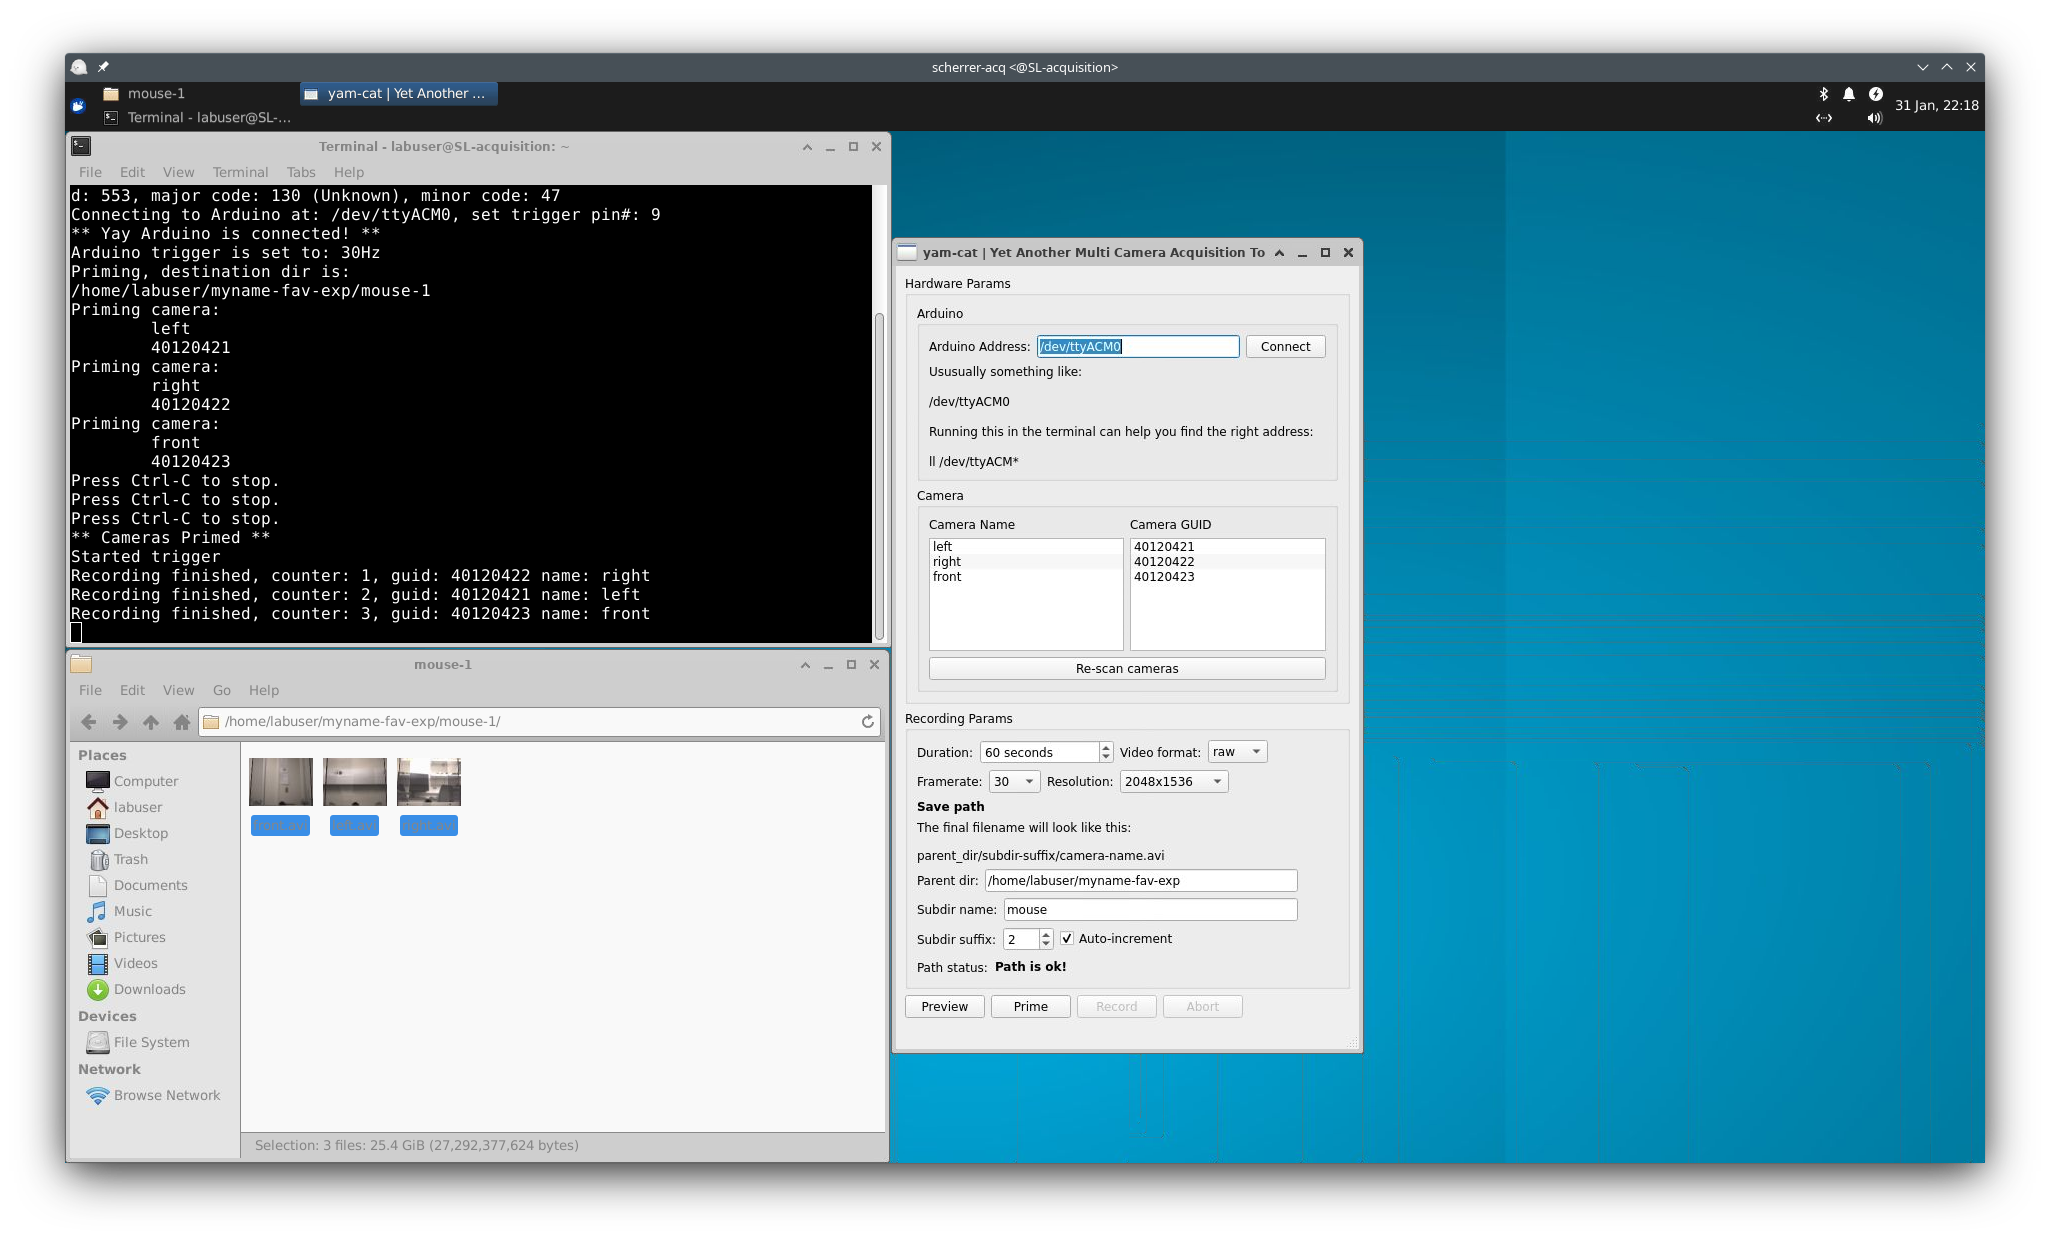 scherrer-acq <@SL-acquisition>
mouse-1
yam-cat | Yet Another ...
Terminal - labuser@SL-...
31 Jan, 22:18
Terminal - labuser@SL-acquisition: ~
File Edit View Terminal Tabs Help
d: 553, major code: 130 (Unknown), minor code: 47
Connecting to Arduino at: /dev/ttyACM0, set trigger pin#: 9
** Yay Arduino is connected! **
Arduino trigger is set to: 30Hz
Priming, destination dir is:
/home/labuser/myname-fav-exp/mouse-1
Priming camera:
left
40120421
Priming camera:
right
40120422
Priming camera:
front
40120423
Press Ctrl-C to stop.
Press Ctrl-C to stop.
Press Ctrl-C to stop.
** Cameras Primed **
Started trigger
Recording finished, counter: 1, guid: 40120422 name: right
Recording finished, counter: 2, guid: 40120421 name: left
Recording finished, counter: 3, guid: 40120423 name: front
mouse-1
File Edit View Go Help
/home/labuser/myname-fav-exp/mouse-1/
Places
Computer
labuser
Desktop
Trash
Documents
Music
Pictures
Videos
Downloads
Devices
File System
Network
Browse Network
front.avi left.avi right.avi
Selection: 3 files: 25.4 GiB (27,292,377,624 bytes)
yam-cat | Yet Another Multi Camera Acquisition To
Hardware Params
Arduino
Arduino Address: /dev/ttyACM0 Connect
Ususually something like:
/dev/ttyACM0
Running this in the terminal can help you find the right address:
ll /dev/ttyACM*
Camera
Camera Name Camera GUID
left 40120421
right 40120422
front 40120423
Re-scan cameras
Recording Params
Duration: 60 seconds Video format: raw
Framerate: 30 Resolution: 2048x1536
Save path
The final filename will look like this:
parent_dir/subdir-suffix/camera-name.avi
Parent dir: /home/labuser/myname-fav-exp
Subdir name: mouse
Subdir suffix: 2 Auto-increment
Path status: Path is ok!
Preview Prime Record Abort